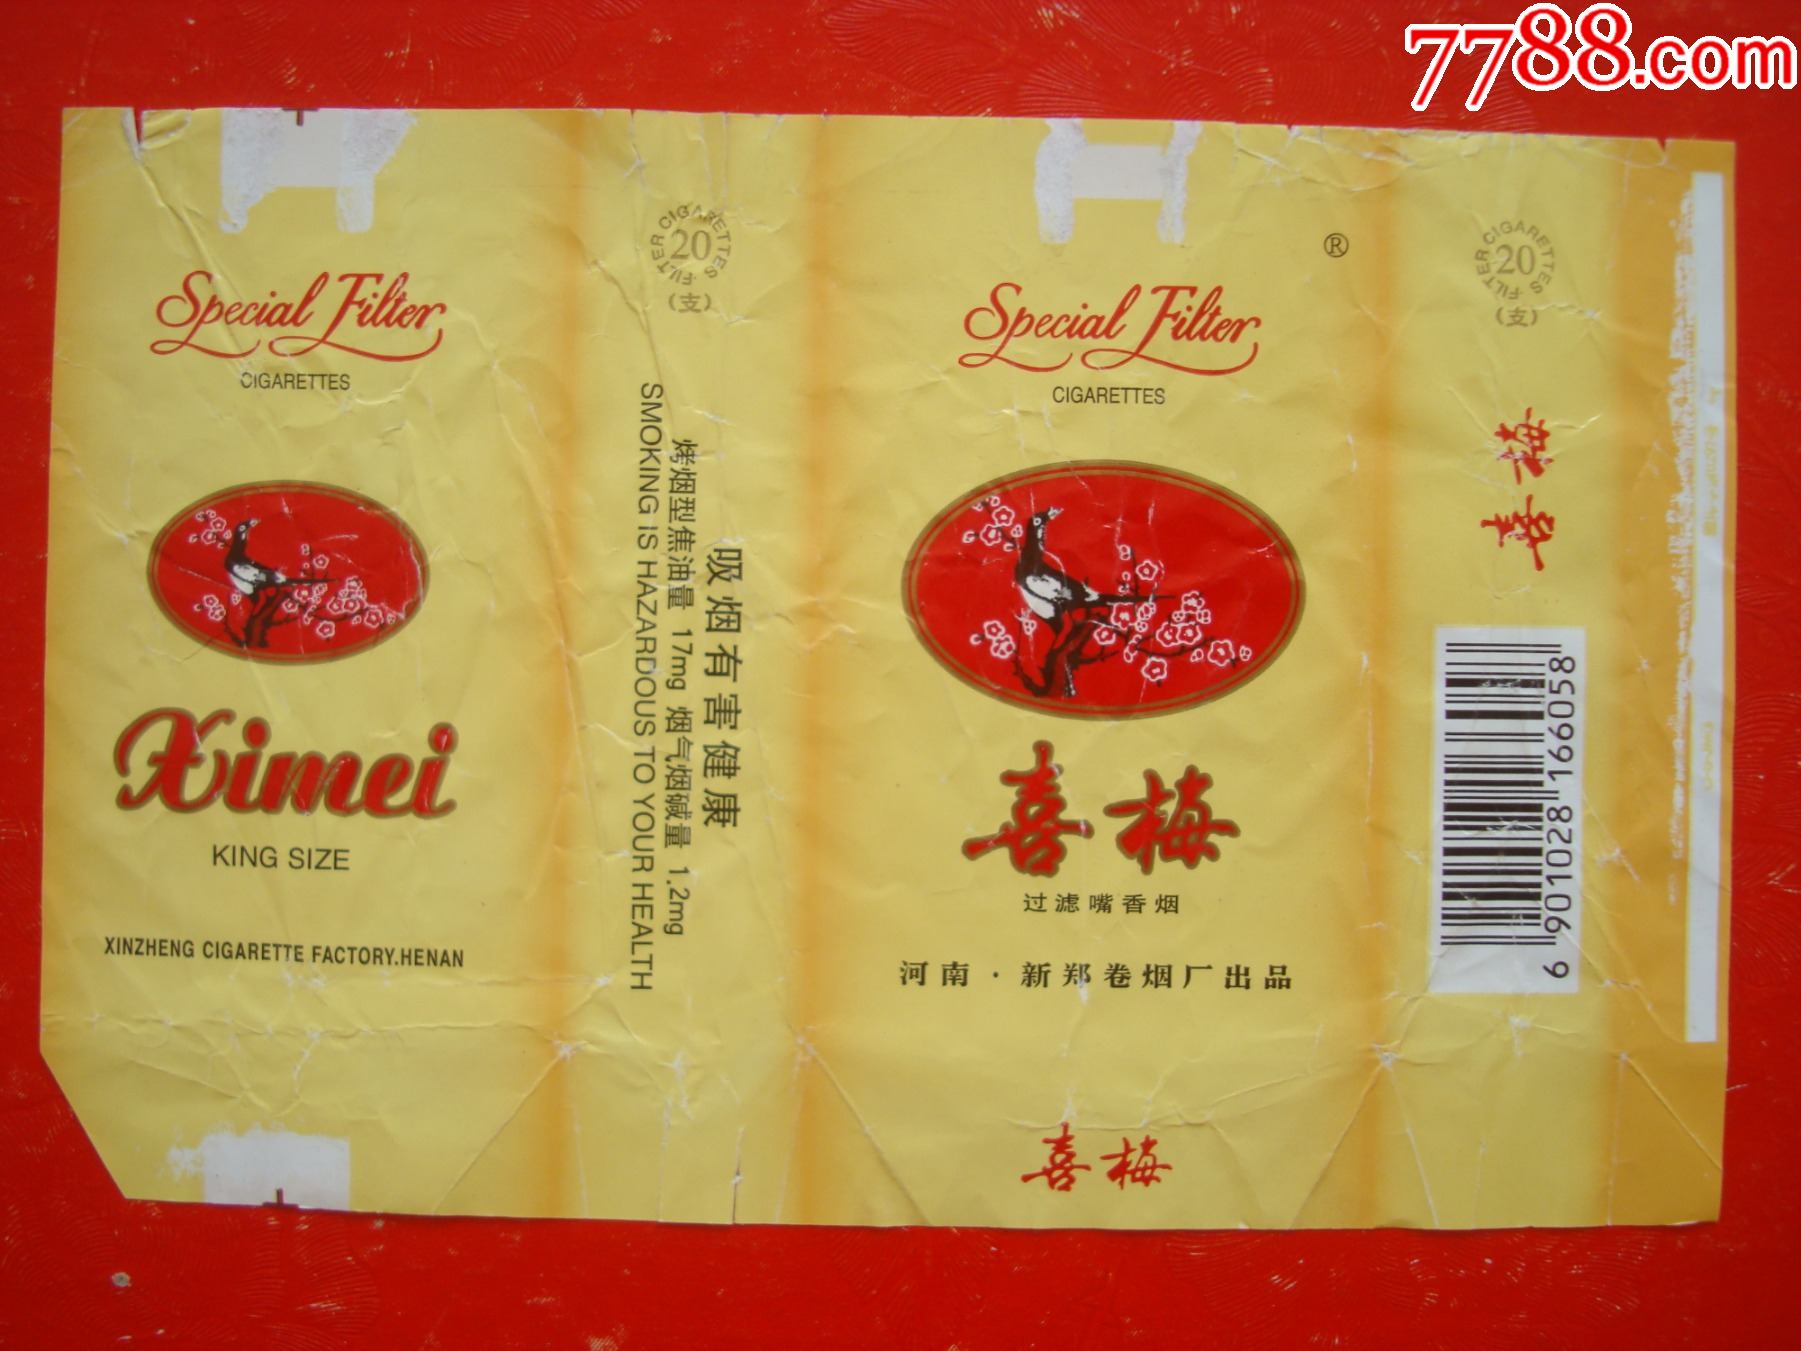 7788.com
Special Filter
CIGARETTES
Ximei
KING SIZE
XINZHENG CIGARETTE FACTORY.HENAN
FILTER CIGARETTES
20
(支)
吸烟有害健康
烤烟型焦油量 17mg 烟气烟碱量 1.2mg
SMOKING IS HAZARDOUS TO YOUR HEALTH
®
Special Filter
CIGARETTES
喜梅
过滤嘴香烟
河南·新郑卷烟厂出品
喜梅
FILTER CIGARETTES
20
(支)
喜梅
6901028166058